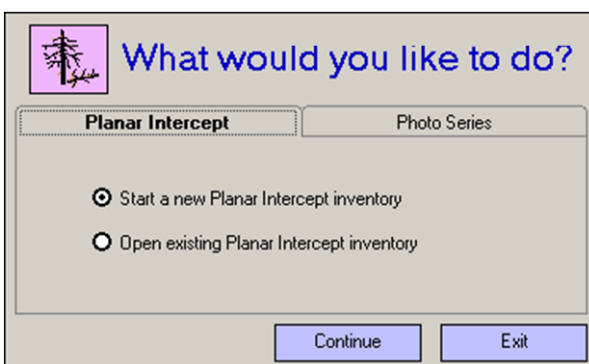 What would you like to do?
Planar Intercept
Photo Series
Start a new Planar Intercept inventory
Open existing Planar Intercept inventory
Continue
Exit